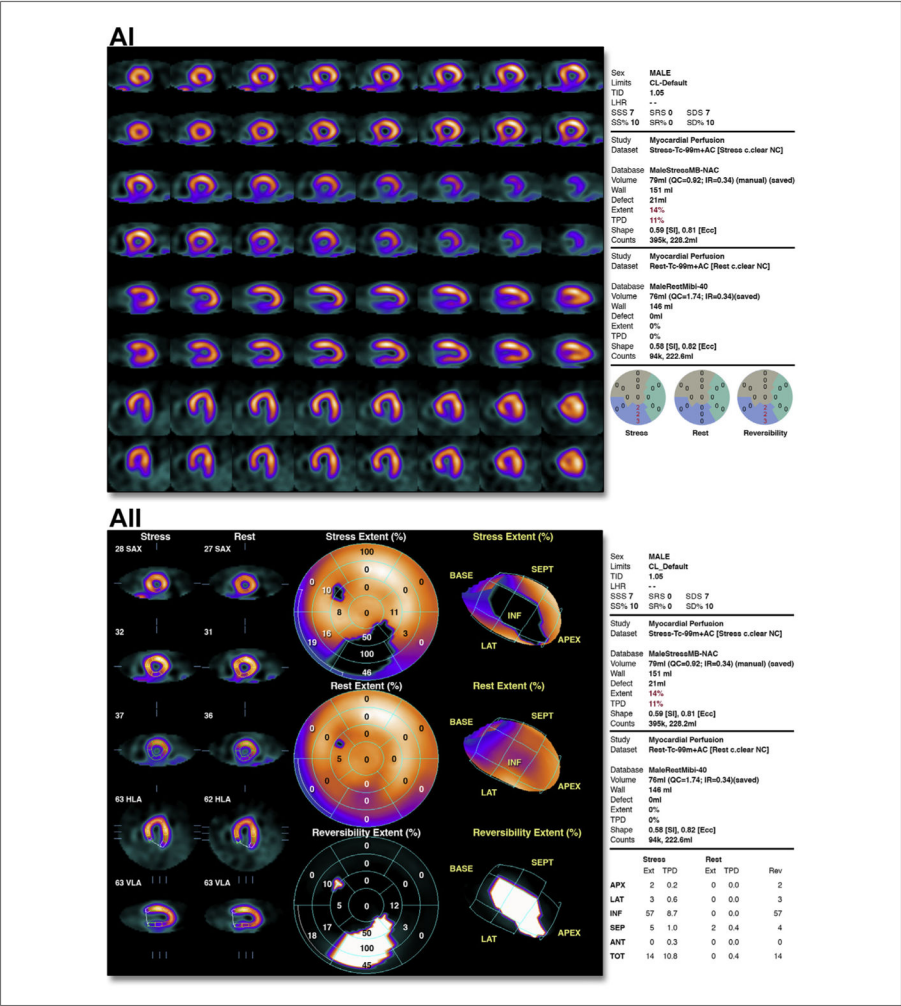 AI
Sex MALE
Limits CL-Default
TID 1.05
LHR - -
SSS 7 SRS 0 SDS 7
SS% 10 SR% 0 SD% 10
Study Myocardial Perfusion
Dataset Stress-Tc-99m+AC [Stress c.clear NC]
Database MaleStressMB-NAC
Volume 79ml (QC=0.92; IR=0.34) (manual) (saved)
Wall 151 ml
Defect 21ml
Extent 14%
TPD 11%
Shape 0.59 [SI], 0.81 [Ecc]
Counts 395k, 228.2ml
Study Myocardial Perfusion
Dataset Rest-Tc-99m+AC [Rest c.clear NC]
Database MaleRestMibi-40
Volume 76ml (QC=1.74; IR=0.34)(saved)
Wall 146 ml
Defect 0ml
Extent 0%
TPD 0%
Shape 0.58 [SI], 0.82 [Ecc]
Counts 94k, 222.6ml
Stress Rest Reversibility
AII
Stress Rest Stress Extent (%) Stress Extent (%)
28 SAX 27 SAX
100
0 0 0
10 0 0
8 0 11
16 50 3 0
19 100
46
BASE SEPT
INF
LAT APEX
32 31
37 36
Rest Extent (%) Rest Extent (%)
0
0 0 0
0 0 0
5 0 0
0 0 0 0
0 0 0
0
BASE SEPT
INF
LAT APEX
63 HLA 62 HLA
63 VLA 63 VLA
Reversibility Extent (%) Reversibility Extent (%)
0
0 0 0
10 0 0
5 0 12
17 50 3 0
18 100 0
45
BASE SEPT
LAT APEX
Sex MALE
Limits CL_Default
TID 1.05
LHR - -
SSS 7 SRS 0 SDS 7
SS% 10 SR% 0 SD% 10
Study Myocardial Perfusion
Dataset Stress-Tc-99m+AC [Stress c.clear NC]
Database MaleStressMB-NAC
Volume 79ml (QC=0.92; IR=0.34) (manual) (saved)
Wall 151 ml
Defect 21ml
Extent 14%
TPD 11%
Shape 0.59 [SI], 0.81 [Ecc]
Counts 395k, 228.2ml
Study Myocardial Perfusion
Dataset Rest-Tc-99m+AC [Rest c.clear NC]
Database MaleRestMibi-40
Volume 76ml (QC=1.74; IR=0.34)(saved)
Wall 146 ml
Defect 0ml
Extent 0%
TPD 0%
Shape 0.58 [SI], 0.82 [Ecc]
Counts 94k, 222.6ml
Stress Rest
Ext TPD Ext TPD Rev
APX 2 0.2 0 0.0 2
LAT 3 0.6 0 0.0 3
INF 57 8.7 0 0.0 57
SEP 5 1.0 2 0.4 4
ANT 0 0.3 0 0.0 0
TOT 14 10.8 0 0.4 14